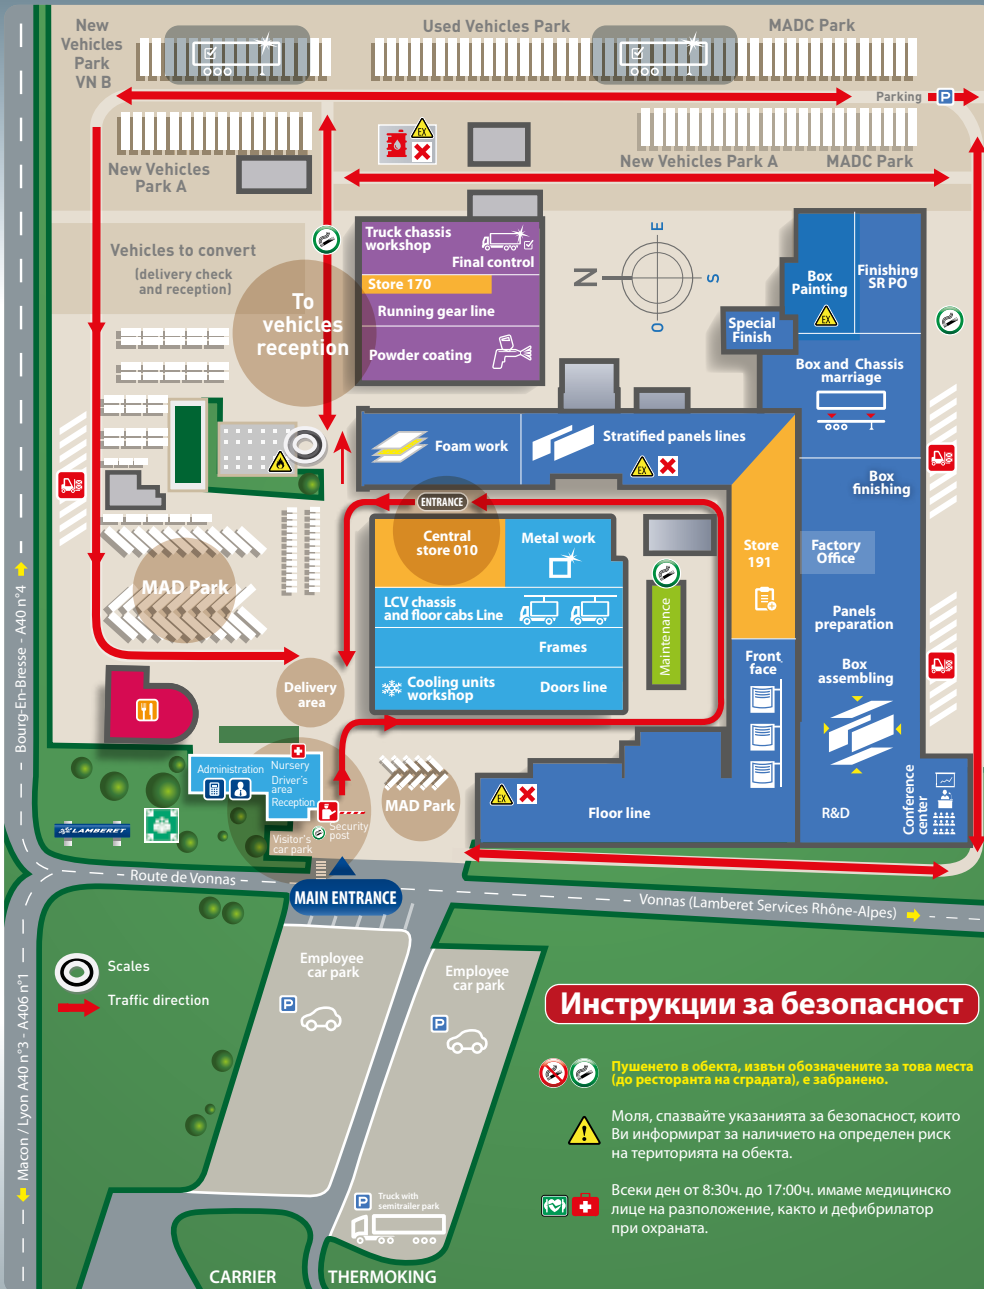 New
Vehicles
Park
VN B
Used Vehicles Park
MADC Park
Parking
P
New Vehicles
Park A
EX
New Vehicles Park A
MADC Park
Vehicles to convert
(delivery check
and reception)
To
vehicles
reception
Truck chassis
workshop
Final control
Store 170
Running gear line
Powder coating
E
N
S
O
Box
Painting
EX
Finishing
SR PO
Special
Finish
Box and Chassis
marriage
Foam work
Stratified panels lines
EX
Box
finishing
ENTRANCE
Central
store 010
Metal work
Store
191
Factory
Office
MAD Park
LCV chassis
and floor cabs Line
Frames
Cooling units
workshop
Doors line
Maintenance
Panels
preparation
Front
face
Box
assembling
Delivery
area
Administration
Nursery
Driver's
area
Reception
Security
post
Visitor's
car park
MAD Park
EX
Floor line
R&D
Conference
center
LAMBERET
Bourg-En-Bresse - A40 n°4
Route de Vonnas
MAIN ENTRANCE
Vonnas (Lamberet Services Rhône-Alpes)
Macon / Lyon A40 n°3 - A406 n°1
Scales
Traffic direction
Employee
car park
P
Employee
car park
P
P
Truck with
semitrailer park
CARRIER
THERMOKING
Инструкции за безопасност
Пушенето в обекта, извън обозначените за това места
(до ресторанта на сградата), е забранено.
Моля, спазвайте указанията за безопасност, които
Ви информират за наличието на определен риск
на територията на обекта.
Всеки ден от 8:30ч. до 17:00ч. имаме медицинско
лице на разположение, както и дефибрилатор
при охраната.